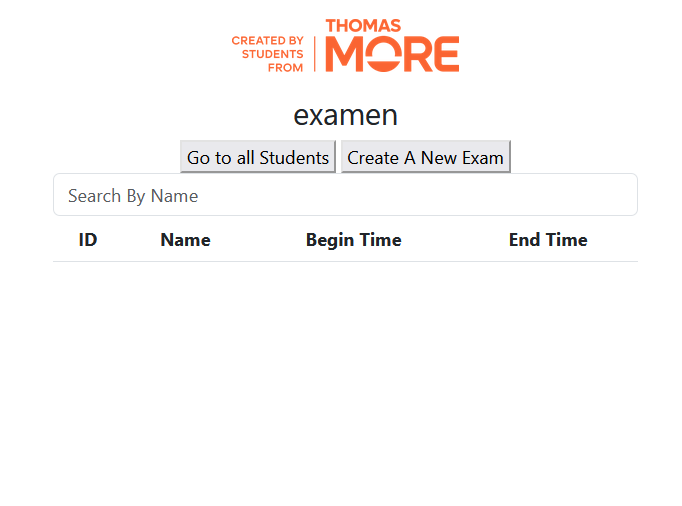 CREATED BY
STUDENTS
FROM
THOMAS
MORE
examen
Go to all Students Create A New Exam
Search By Name
ID Name Begin Time End Time